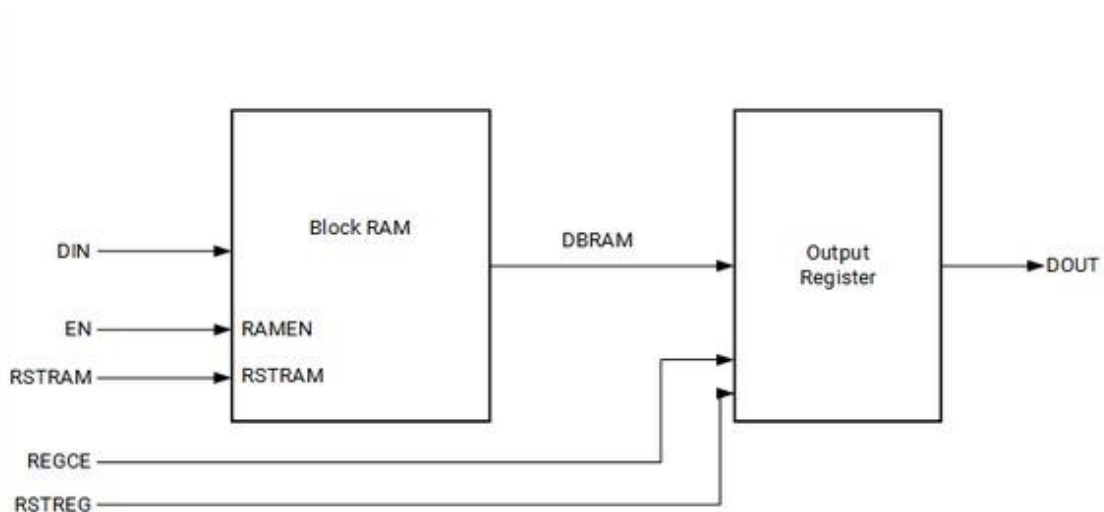 Block RAM
DBRAM
DIN
Output
Register
DOUT
EN
RAMEN
RSTRAM
RSTRAM
REGCE
RSTREG